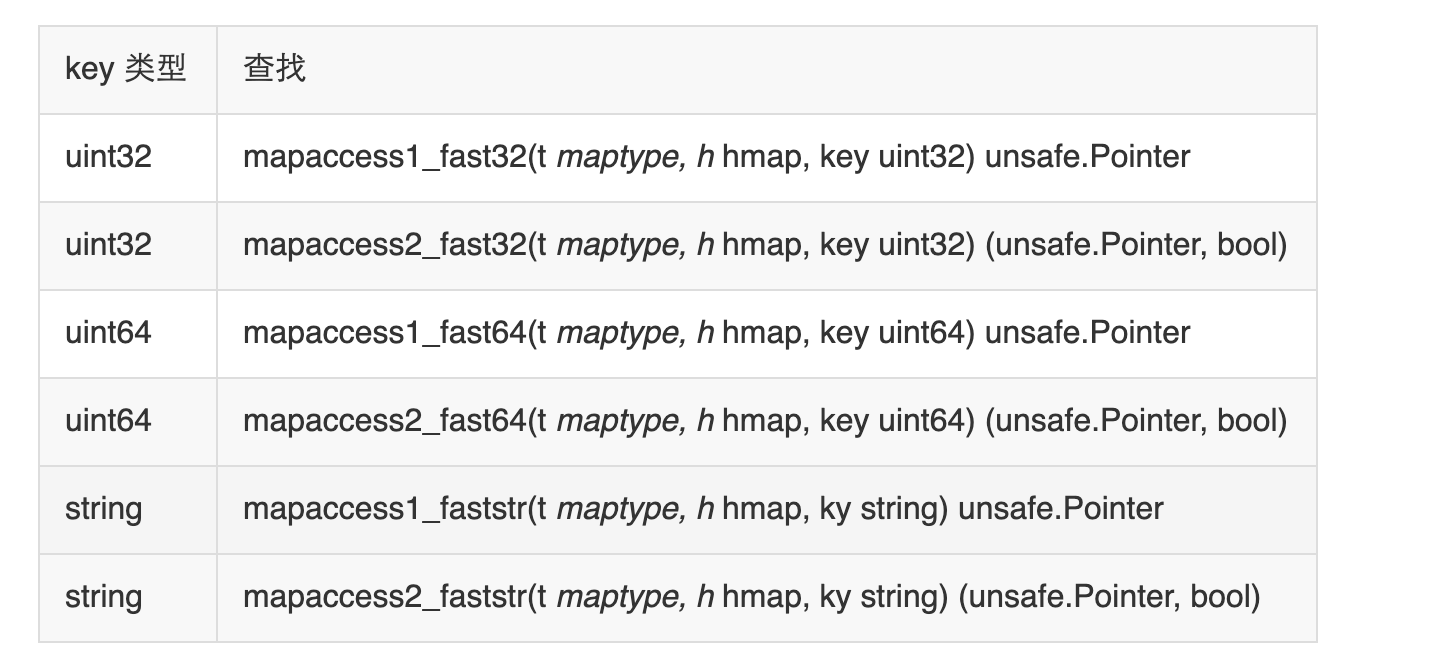 key 类型 查找
uint32 mapaccess1_fast32(t maptype, h hmap, key uint32) unsafe.Pointer
uint32 mapaccess2_fast32(t maptype, h hmap, key uint32) (unsafe.Pointer, bool)
uint64 mapaccess1_fast64(t maptype, h hmap, key uint64) unsafe.Pointer
uint64 mapaccess2_fast64(t maptype, h hmap, key uint64) (unsafe.Pointer, bool)
string mapaccess1_faststr(t maptype, h hmap, ky string) unsafe.Pointer
string mapaccess2_faststr(t maptype, h hmap, ky string) (unsafe.Pointer, bool)